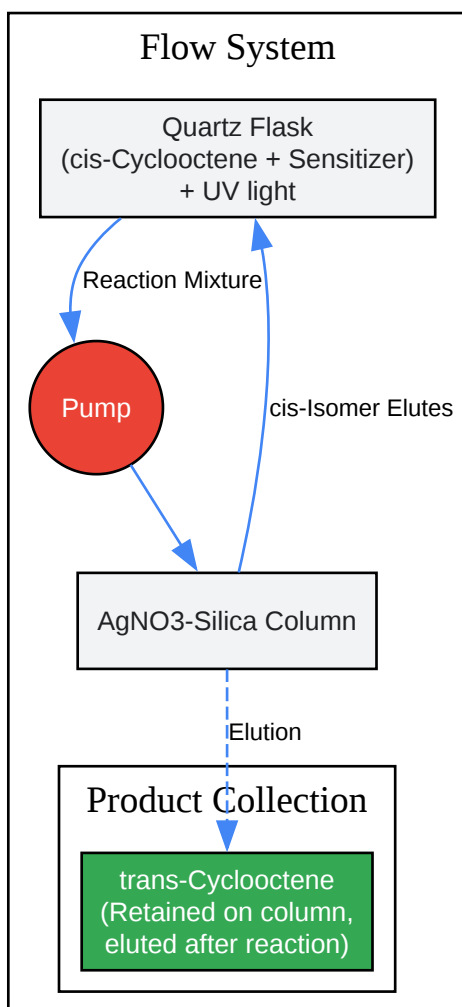 Flow System
Quartz Flask
(cis-Cyclooctene + Sensitizer)
+ UV light
Reaction Mixture
Pump
cis-Isomer Elutes
AgNO3-Silica Column
Elution
Product Collection
trans-Cyclooctene
(Retained on column,
eluted after reaction)